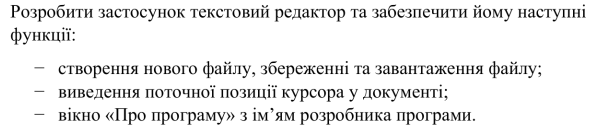 Розробити застосунок текстовий редактор та забезпечити йому наступні
функції:
− створення нового файлу, збереженні та завантаження файлу;
− виведення поточної позиції курсора у документі;
− вікно «Про програму» з ім’ям розробника програми.